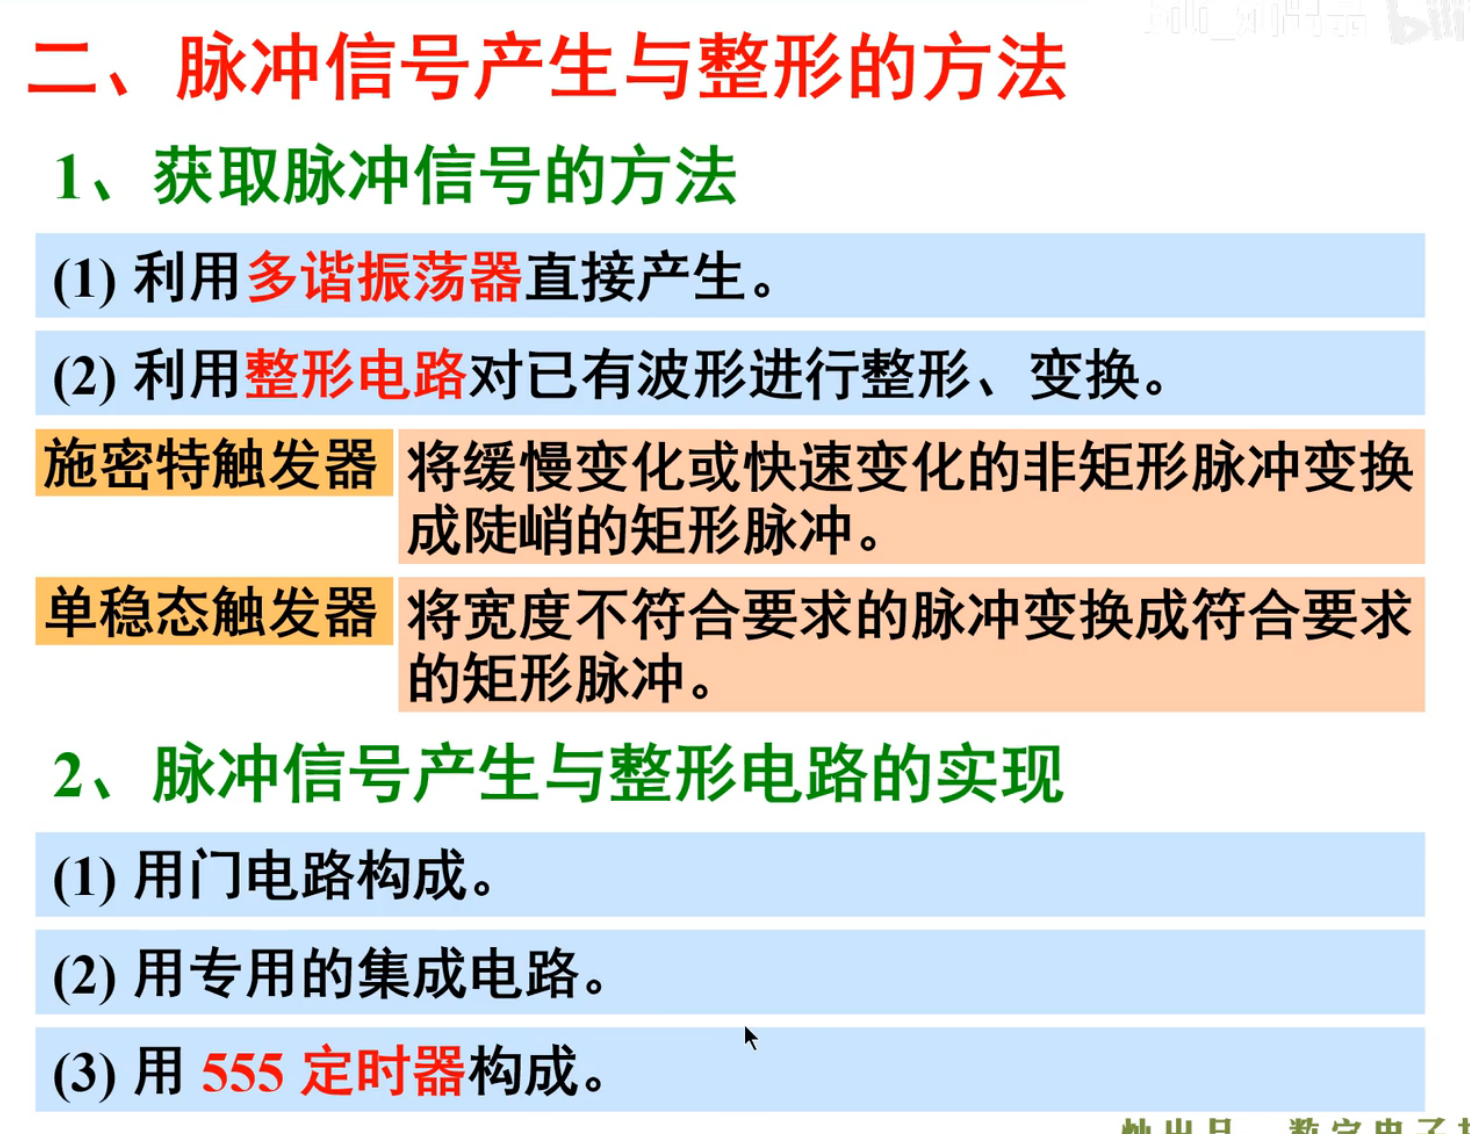 二、脉冲信号产生与整形的方法
1、获取脉冲信号的方法
(1) 利用多谐振荡器直接产生。
(2) 利用整形电路对已有波形进行整形、变换。
施密特触发器 将缓慢变化或快速变化的非矩形脉冲变换
成陡峭的矩形脉冲。
单稳态触发器 将宽度不符合要求的脉冲变换成符合要求
的矩形脉冲。
2、脉冲信号产生与整形电路的实现
(1) 用门电路构成。
(2) 用专用的集成电路。
(3) 用 555 定时器构成。